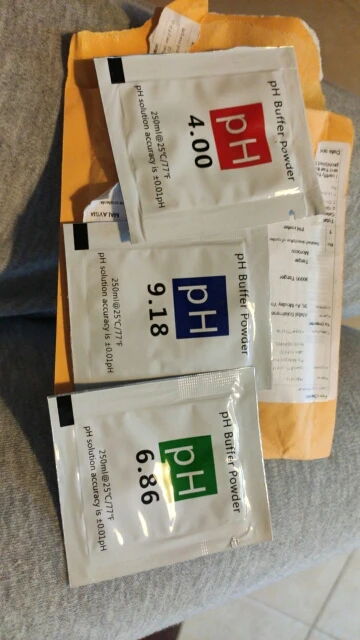 pH Buffer Powder
pH
4.00
250ml@25℃/77℉
pH solution accuracy is ±0.01pH
pH Buffer Powder
pH
9.18
250ml@25℃/77℉
pH solution accuracy is ±0.01pH
pH Buffer Powder
pH
6.86
250ml@25℃/77℉
pH solution accuracy is ±0.01pH
MALAYSIA